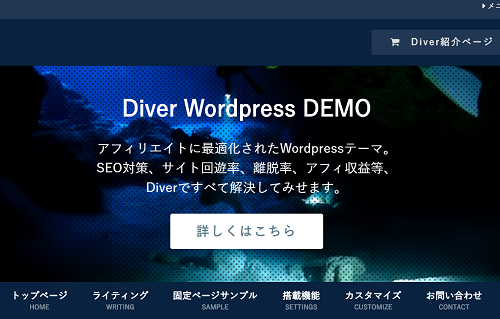 メニ
Diver紹介ページ
Diver Wordpress DEMO
アフィリエイトに最適化されたWordpressテーマ。
SEO対策、サイト回遊率、離脱率、アフィ収益等、
Diverですべて解決してみせます。
詳しくはこちら
トップページ ライティング 固定ページサンプル 搭載機能 カスタマイズ お問い合わせ
HOME WRITING SAMPLE SETTINGS CUSTOMIZE CONTACT